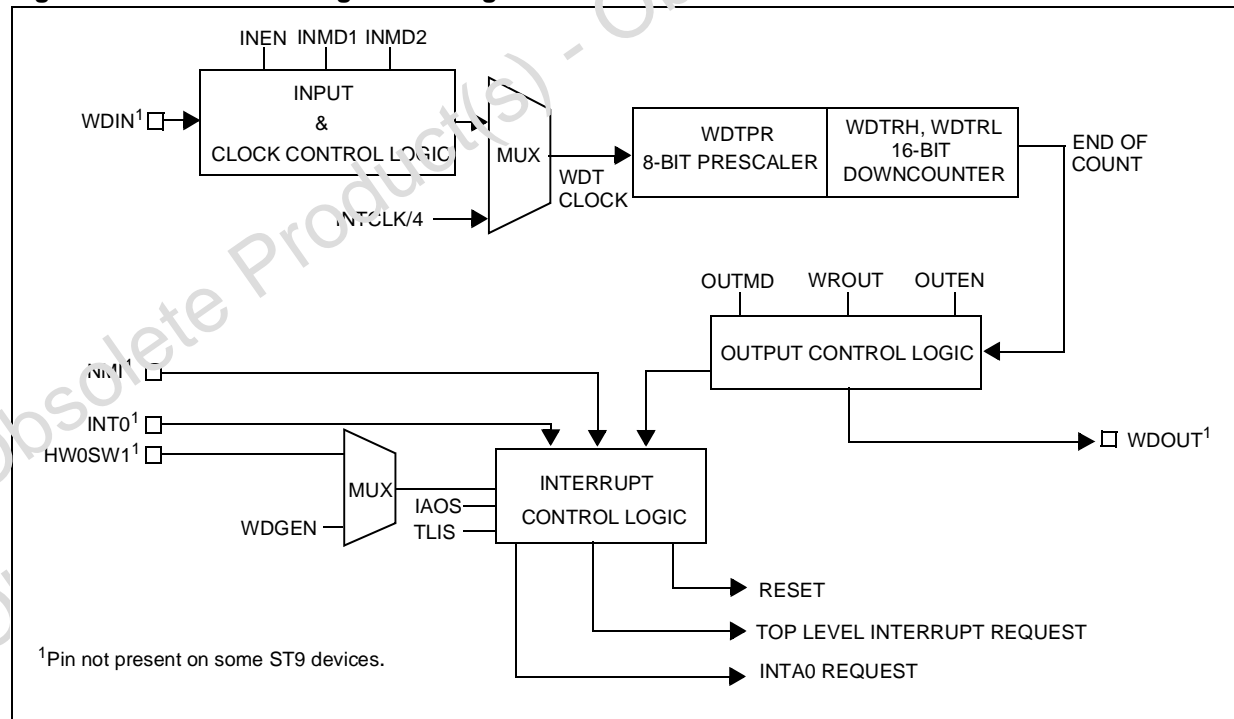 INEN INMD1 INMD2
INPUT
&
CLOCK CONTROL LOGIC
WDIN¹
MUX
INTCLK/4
WDT
CLOCK
WDTPR
8-BIT PRESCALER
WDTRH, WDTRL
16-BIT
DOWNCOUNTER
END OF
COUNT
OUTMD WROUT OUTEN
OUTPUT CONTROL LOGIC
NMI¹
INT0¹
HW0SW1¹
WDOUT¹
MUX
WDGEN
IAOS
TLIS
INTERRUPT
CONTROL LOGIC
RESET
TOP LEVEL INTERRUPT REQUEST
INTA0 REQUEST
¹Pin not present on some ST9 devices.
Obsolete Product(s) - O